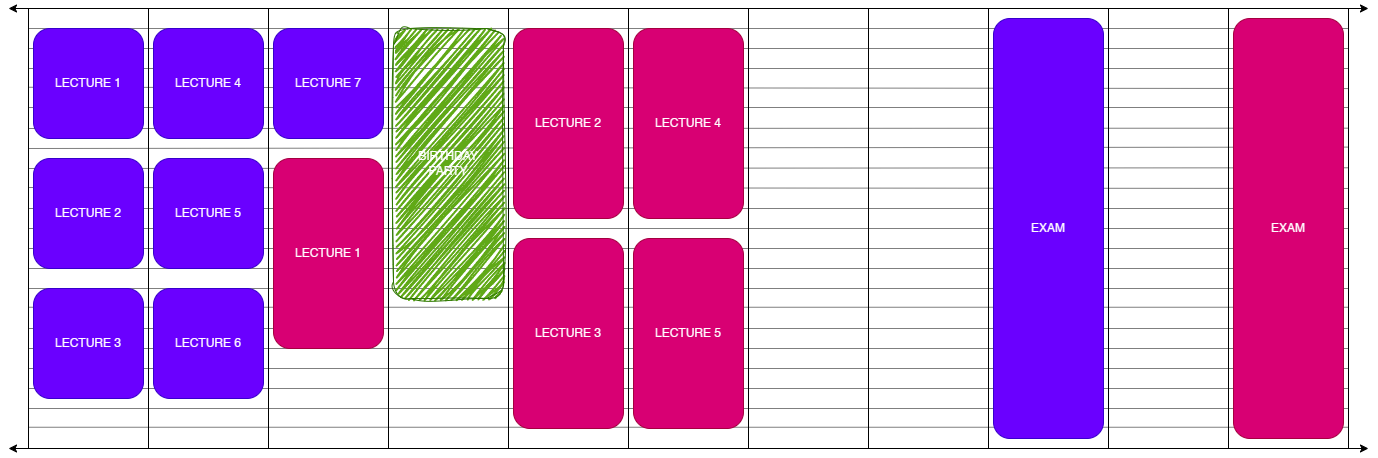 LECTURE 1
LECTURE 4
LECTURE 7
BIRTHDAY
PARTY
LECTURE 2
LECTURE 4
LECTURE 2
LECTURE 5
LECTURE 1
EXAM
EXAM
LECTURE 3
LECTURE 6
LECTURE 3
LECTURE 5